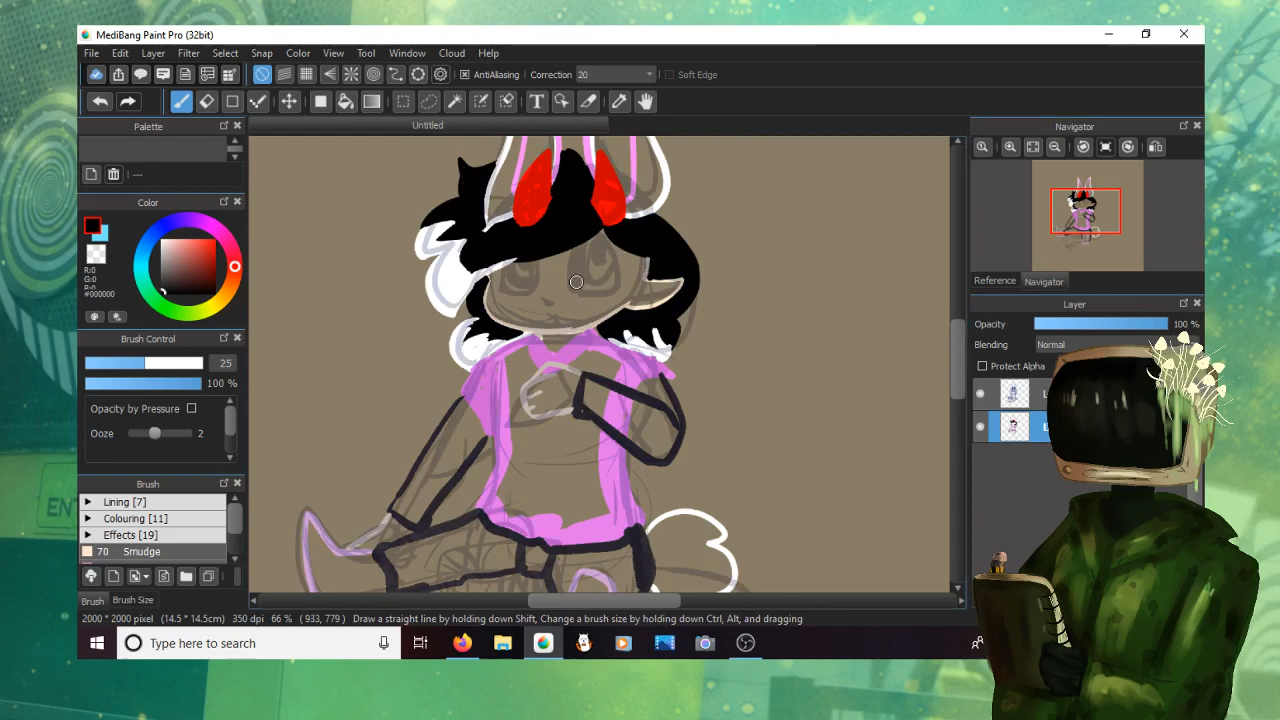 MediBang Paint Pro (32bit)
File Edit Layer Filter Select Snap Color View Tool Window Cloud Help
AntiAliasing Correction 20 Soft Edge
Palette
Untitled
Navigator
---
Color
R:0
G:0
B:0
#000000
Reference Navigator
Layer
Opacity 100 %
Blending Normal
Protect Alpha
Brush Control
25
100 %
Opacity by Pressure
Ooze 2
EN
Brush
Lining [7]
Colouring [11]
Effects [19]
70 Smudge
Brush Brush Size
2000 * 2000 pixel (14.5 * 14.5cm) 350 dpi 66 % ( 933, 779 ) Draw a straight line by holding down Shift, Change a brush size by holding down Ctrl, Alt, and dragging
Type here to search